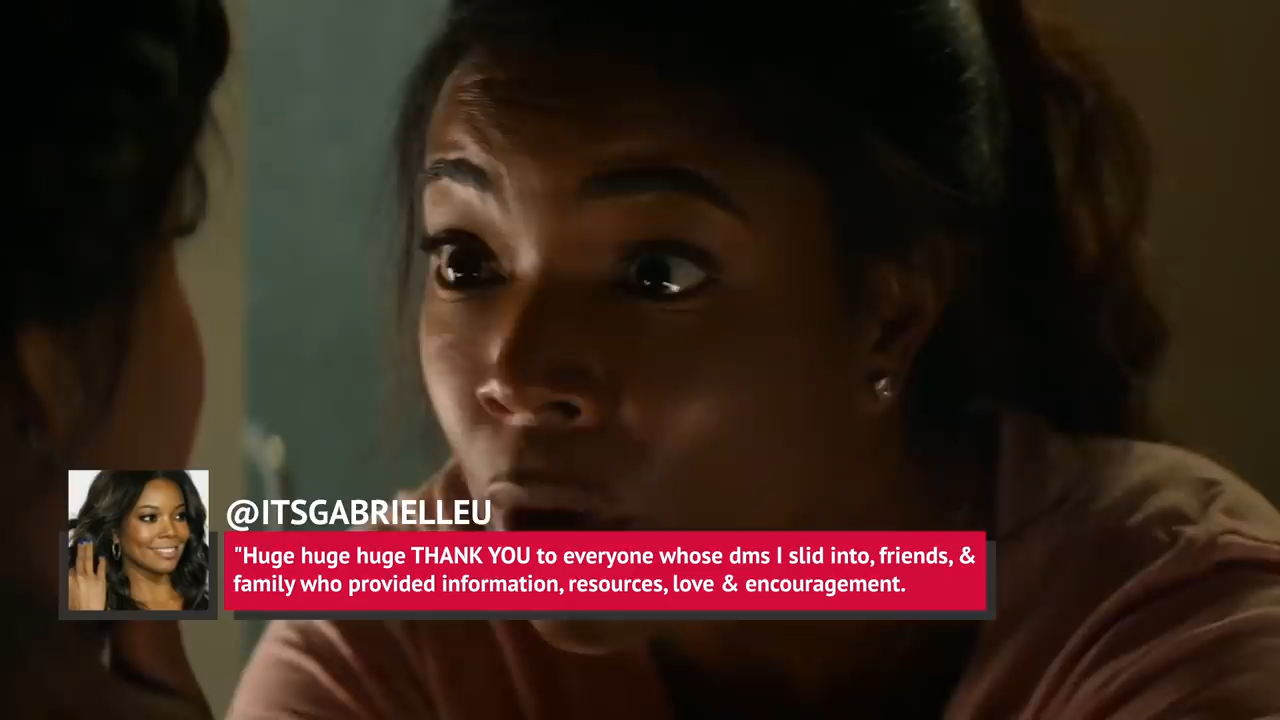 @ITSGABRIELLEU
"Huge huge huge THANK YOU to everyone whose dms I slid into, friends, &
family who provided information, resources, love & encouragement.